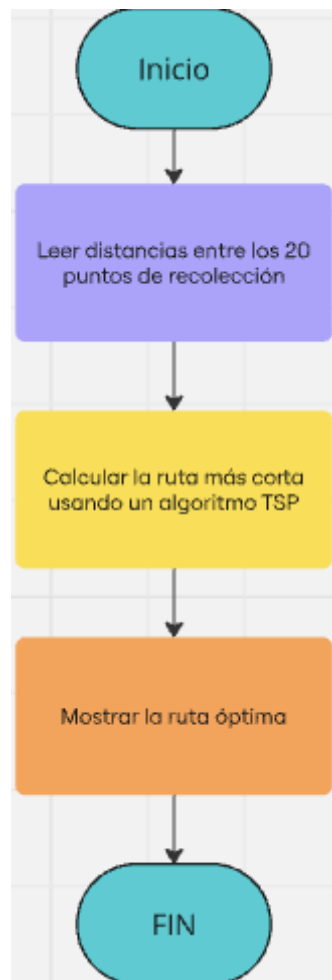 Inicio
Leer distancias entre los 20
puntos de recolección
Calcular la ruta más corta
usando un algoritmo TSP
Mostrar la ruta óptima
FIN